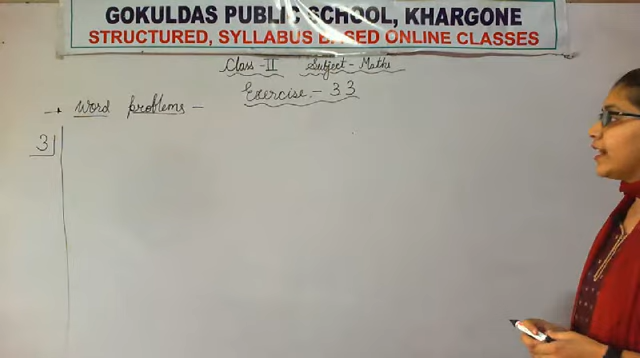 GOKULDAS PUBLIC SCHOOL, KHARGONE
STRUCTURED, SYLLABUS BASED ONLINE CLASSES
Class - II Subject - Maths
Exercise - 33
→ Word problems -
3